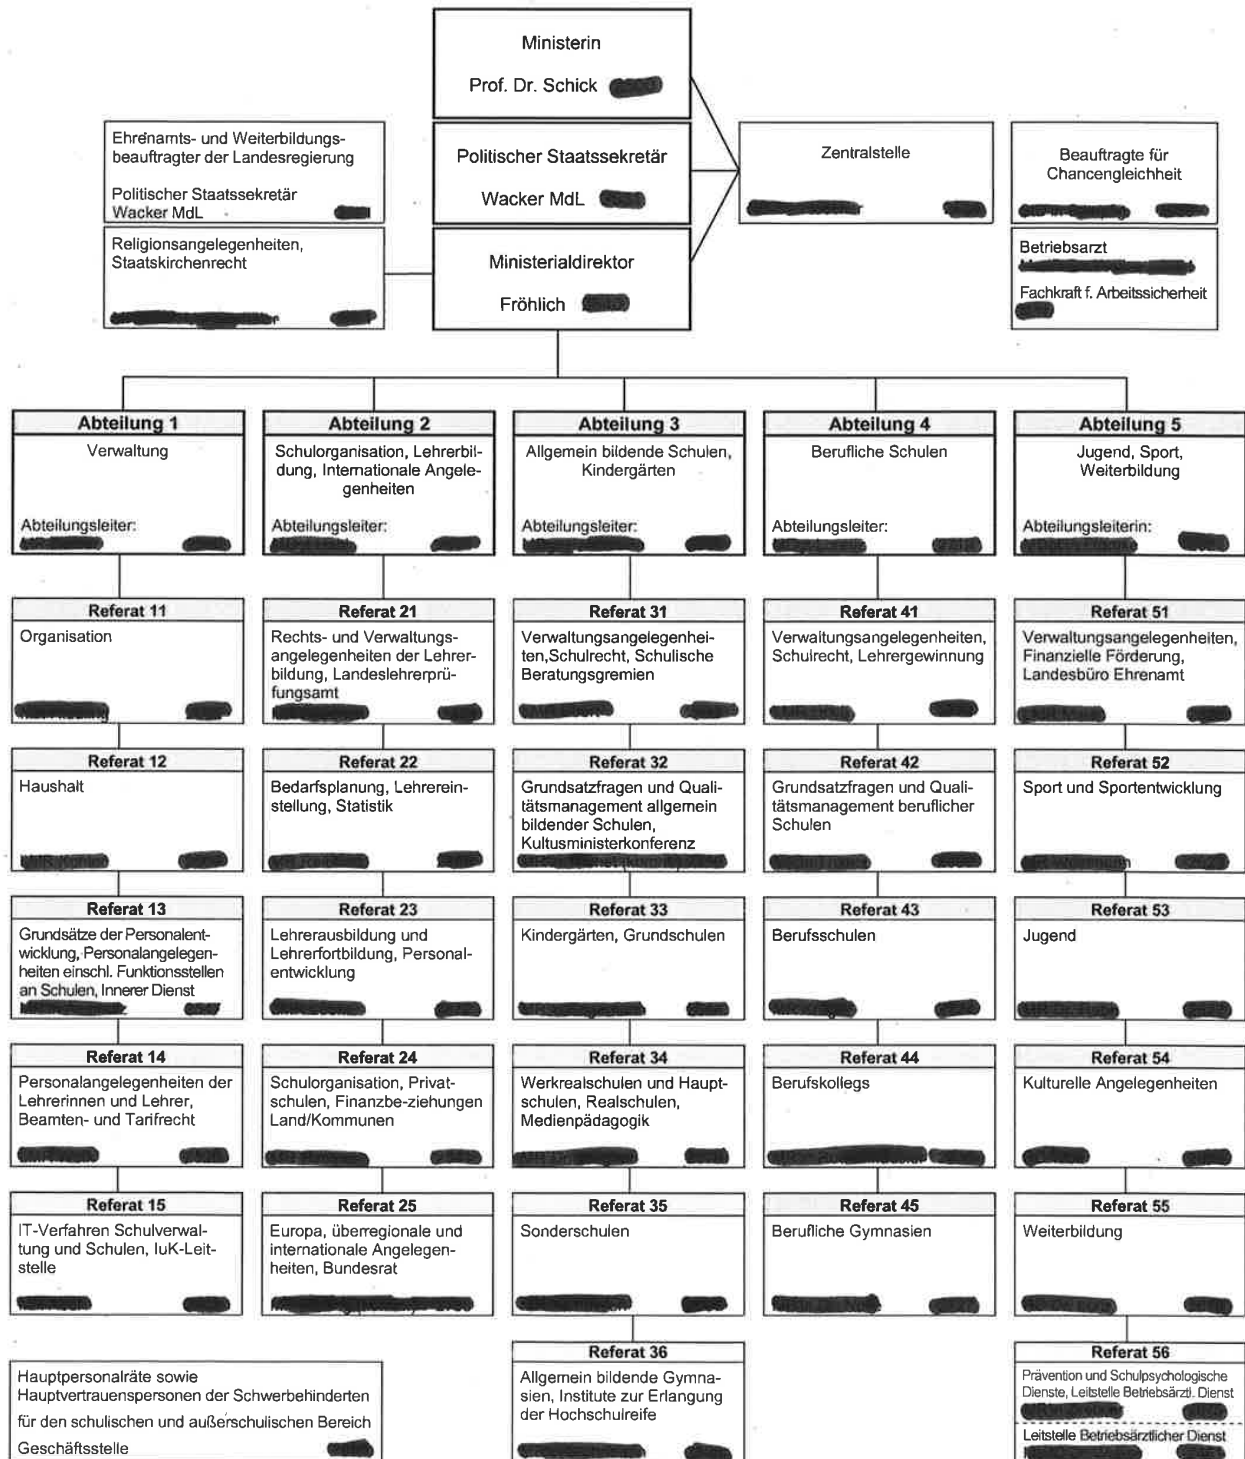 Ministerin
Prof. Dr. Schick
Politischer Staatssekretär
Wacker MdL
Ministerialdirektor
Fröhlich
Ehrenamts- und Weiterbildungs-
beauftragter der Landesregierung
Politischer Staatssekretär
Wacker MdL
Religionsangelegenheiten,
Staatskirchenrecht
Zentralstelle
Beauftragte für
Chancengleichheit
Betriebsarzt
Fachkraft f. Arbeitssicherheit
Abteilung 1
Verwaltung
Abteilungsleiter:
Abteilung 2
Schulorganisation, Lehrerbil-
dung, Internationale Angele-
genheiten
Abteilungsleiter:
Abteilung 3
Allgemein bildende Schulen,
Kindergärten
Abteilungsleiter:
Abteilung 4
Berufliche Schulen
Abteilungsleiter:
Abteilung 5
Jugend, Sport,
Weiterbildung
Abteilungsleiterin:
Referat 11
Organisation
Referat 21
Rechts- und Verwaltungs-
angelegenheiten der Lehrer-
bildung, Landeslehrerprü-
fungsamt
Referat 31
Verwaltungsangelegenhei-
ten,Schulrecht, Schulische
Beratungsgremien
Referat 41
Verwaltungsangelegenheiten,
Schulrecht, Lehrergewinnung
Referat 51
Verwaltungsangelegenheiten,
Finanzielle Förderung,
Landesbüro Ehrenamt
Referat 12
Haushalt
Referat 22
Bedarfsplanung, Lehrerein-
stellung, Statistik
Referat 32
Grundsatzfragen und Quali-
tätsmanagement allgemein
bildender Schulen,
Kultusministerkonferenz
Referat 42
Grundsatzfragen und Quali-
tätsmanagement beruflicher
Schulen
Referat 52
Sport und Sportentwicklung
Referat 13
Grundsätze der Personalent-
wicklung, Personalangelegen-
heiten einschl. Funktionsstellen
an Schulen, Innerer Dienst
Referat 23
Lehrerausbildung und
Lehrerfortbildung, Personal-
entwicklung
Referat 33
Kindergärten, Grundschulen
Referat 43
Berufsschulen
Referat 53
Jugend
Referat 14
Personalangelegenheiten der
Lehrerinnen und Lehrer,
Beamten- und Tarifrecht
Referat 24
Schulorganisation, Privat-
schulen, Finanzbe-ziehungen
Land/Kommunen
Referat 34
Werkrealschulen und Haupt-
schulen, Realschulen,
Medienpädagogik
Referat 44
Berufskollegs
Referat 54
Kulturelle Angelegenheiten
Referat 15
IT-Verfahren Schulverwal-
tung und Schulen, IuK-Leit-
stelle
Referat 25
Europa, überregionale und
internationale Angelegen-
heiten, Bundesrat
Referat 35
Sonderschulen
Referat 45
Berufliche Gymnasien
Referat 55
Weiterbildung
Hauptpersonalräte sowie
Hauptvertrauenspersonen der Schwerbehinderten
für den schulischen und außerschulischen Bereich
Geschäftsstelle
Referat 36
Allgemein bildende Gymna-
sien, Institute zur Erlangung
der Hochschulreife
Referat 56
Prävention und Schulpsychologische
Dienste, Leitstelle Betriebsärztl. Dienst
Leitstelle Betriebsärztlicher Dienst